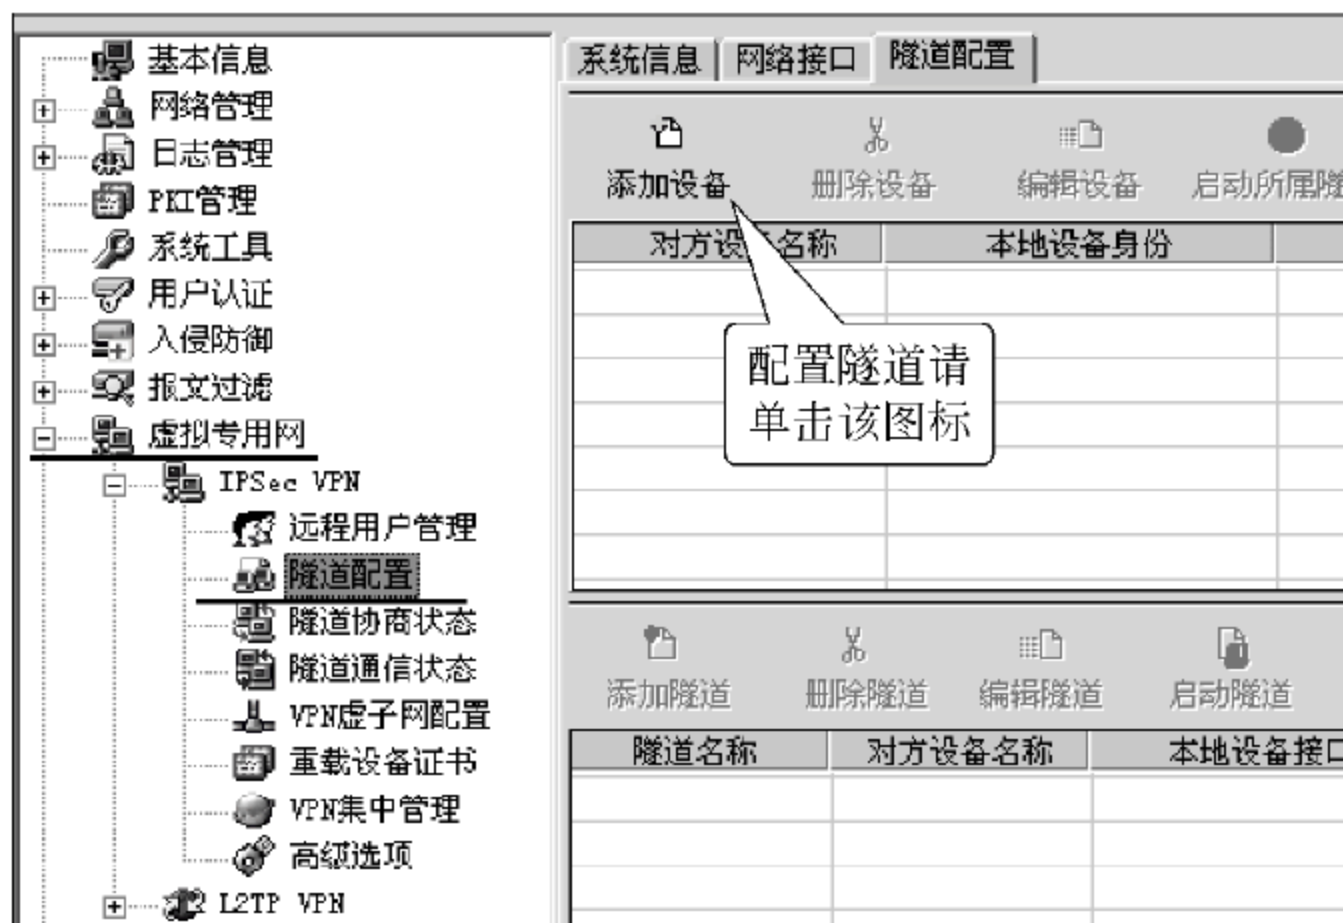 基本信息
网络管理
日志管理
PKI管理
系统工具
用户认证
入侵防御
报文过滤
虚拟专用网
IPSec VPN
远程用户管理
隧道配置
隧道协商状态
隧道通信状态
VPN虚子网配置
重载设备证书
VPN集中管理
高级选项
L2TP VPN
系统信息 网络接口 隧道配置
添加设备 删除设备 编辑设备 启动所属隧
对方设 名称 本地设备身份
配置隧道请
单击该图标
添加隧道 删除隧道 编辑隧道 启动隧道
隧道名称 对方设备名称 本地设备接口